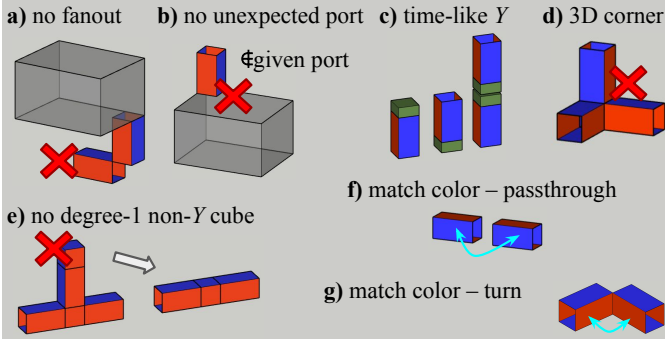 a) no fanout
b) no unexpected port
∉given port
c) time-like Y
d) 3D corner
e) no degree-1 non-Y cube
f) match color – passthrough
g) match color – turn